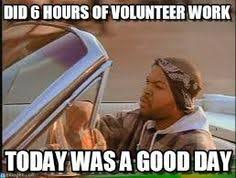 DID 6 HOURS OF VOLUNTEER WORK
TODAY WAS A GOOD DAY